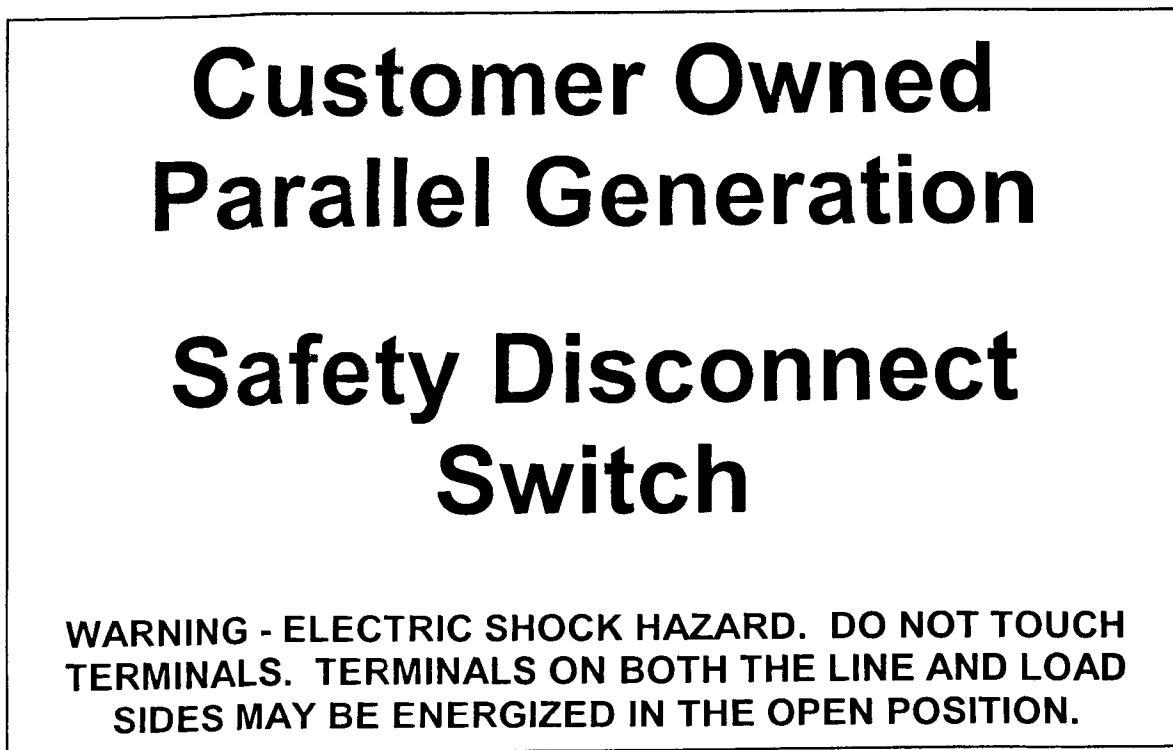 Customer Owned
Parallel Generation
Safety Disconnect
Switch
WARNING - ELECTRIC SHOCK HAZARD. DO NOT TOUCH
TERMINALS. TERMINALS ON BOTH THE LINE AND LOAD
SIDES MAY BE ENERGIZED IN THE OPEN POSITION.